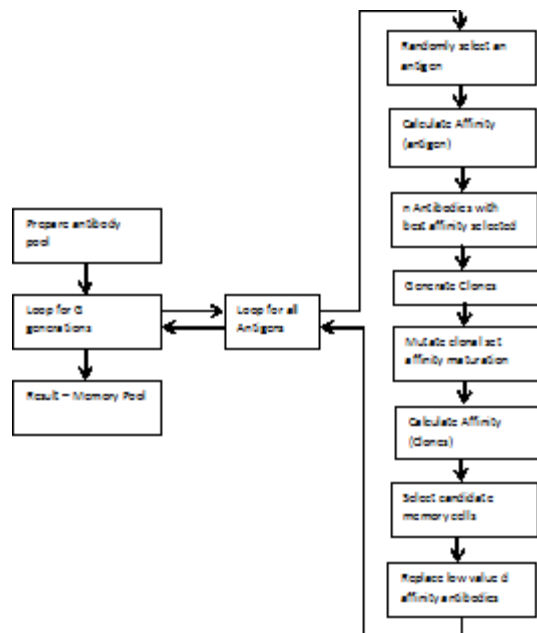 Prepare antibody
pool
Loop for G
generations
Result – Memory Pool
Loop for all
Antigens
Randomly select an
antigen
Calculate Affinity
(antigen)
n Antibodies with
best affinity selected
Generate Clones
Mutate clonal set
affinity maturation
Calculate Affinity
(Clones)
Select candidate
memory cells
Replace low value d
affinity antibodies